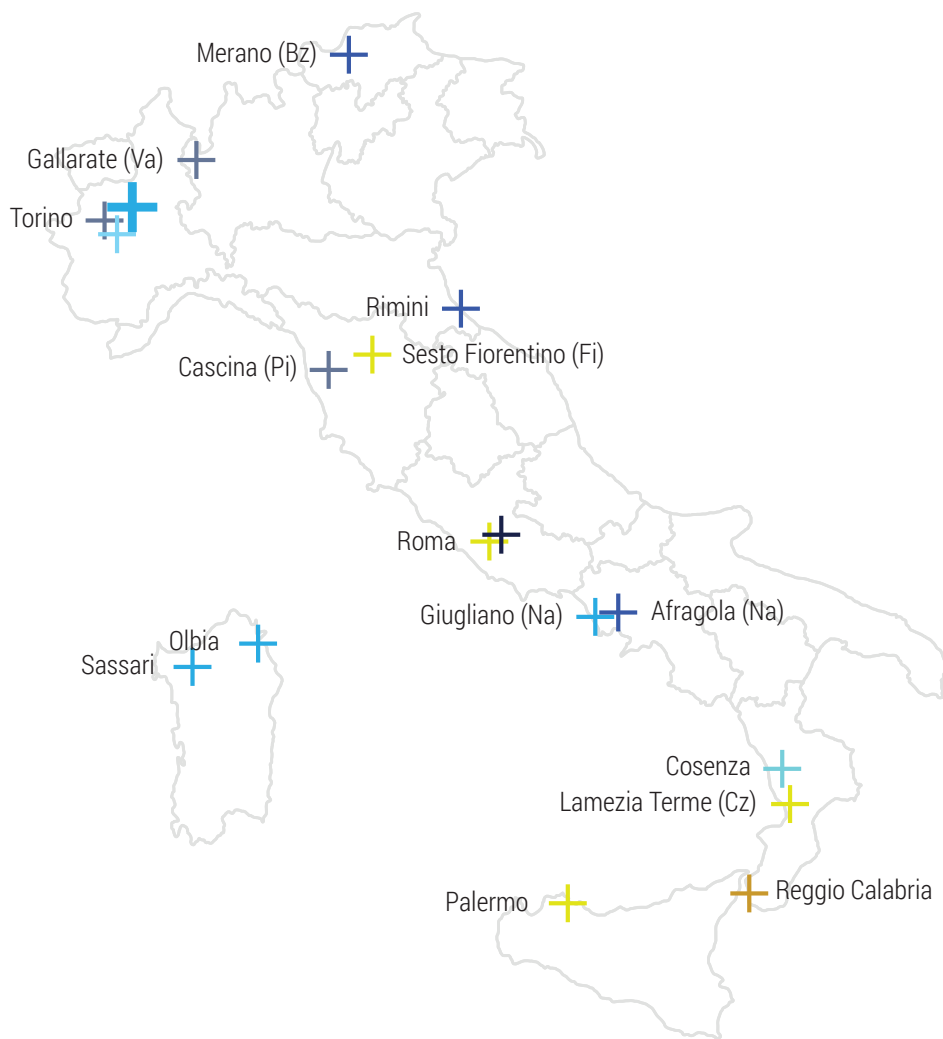 Merano (Bz)
Gallarate (Va)
Torino
Rimini
Sesto Fiorentino (Fi)
Cascina (Pi)
Roma
Giugliano (Na)
Afragola (Na)
Olbia
Sassari
Cosenza
Lamezia Terme (Cz)
Reggio Calabria
Palermo